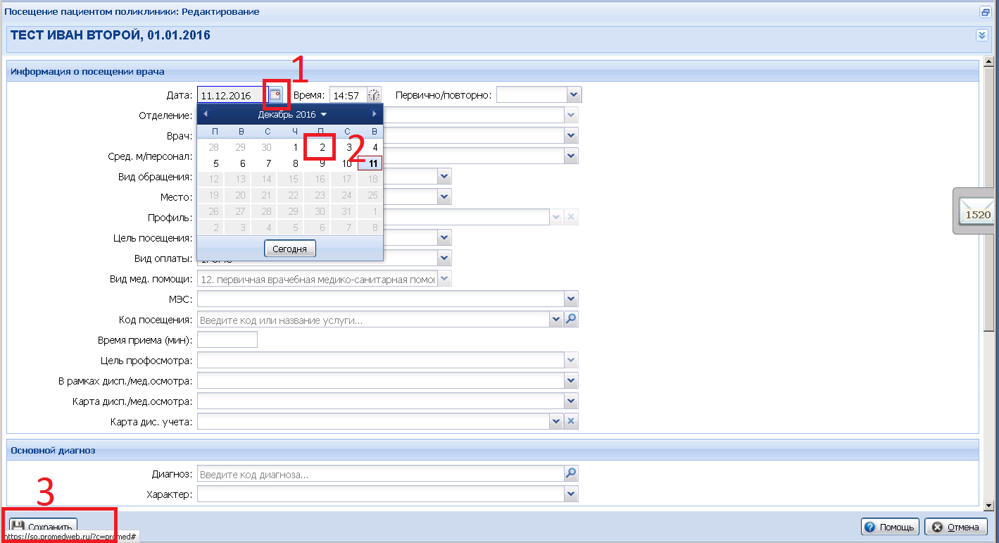 Посещение пациентом поликлиники: Редактирование
ТЕСТ ИВАН ВТОРОЙ, 01.01.2016
1
Информация о посещении врача
Дата: 11.12.2016 Время: 14:57 Первично/повторно:
Декабрь 2016
Отделение:
П В С Ч П С В
Врач:
28 29 30 1 2 3 4
2
Сред. м/персонал:
5 6 7 8 9 10 11
Вид обращения:
12 13 14 15 16 17 18
Место:
19 20 21 22 23 24 25
26 27 28 29 30 31 1
1520
Профиль:
2 3 4 5 6 7 8
Цель посещения:
Сегодня
Вид оплаты:
Вид мед. помощи: 12. первичная врачебная медико-санитарная помо
МЭС:
Код посещения: Введите код или название услуги...
Время приема (мин):
Цель профосмотра:
В рамках дисп./мед.осмотра:
Карта дисп./мед.осмотра:
Карта дис. учета:
Основной диагноз
Диагноз: Введите код диагноза...
Характер:
3
Сохранить Помощь Отмена
https://so.promedweb.ru/?c=promed#